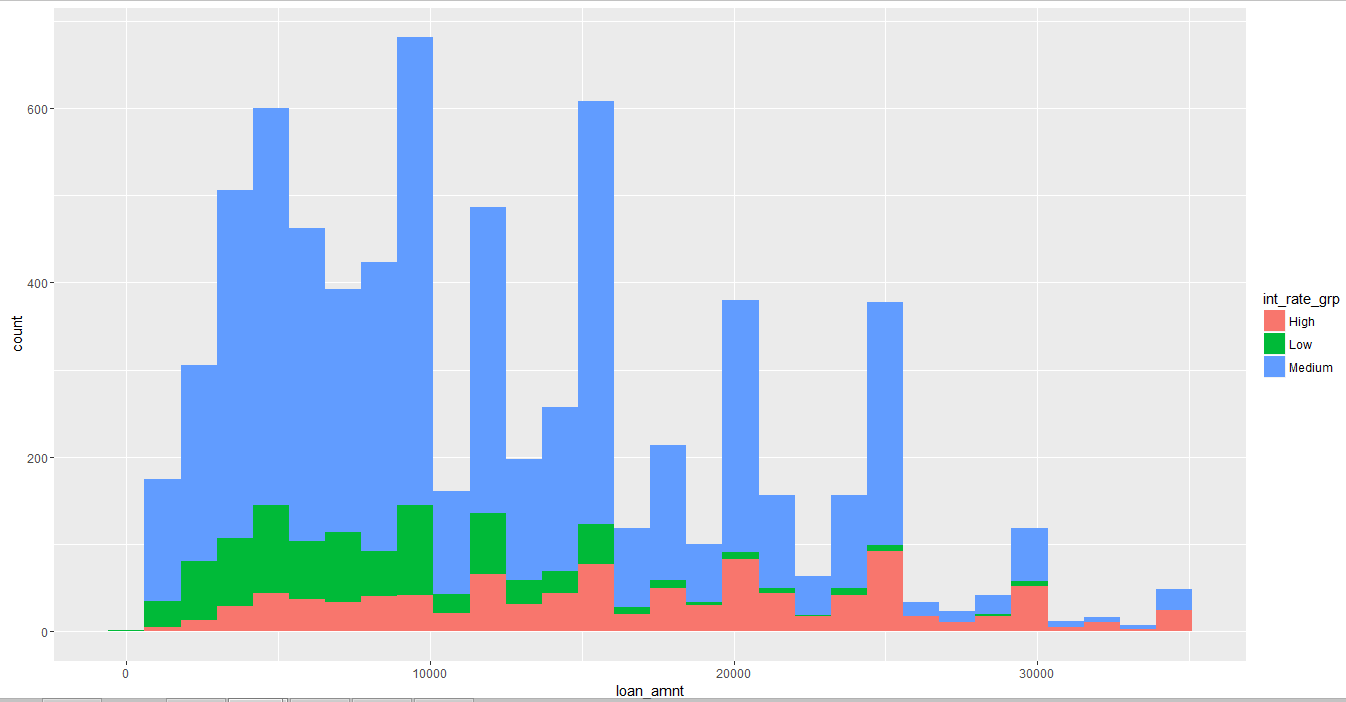 600
400
200
0
count
0 10000 20000 30000
loan_amnt
int_rate_grp
High
Low
Medium